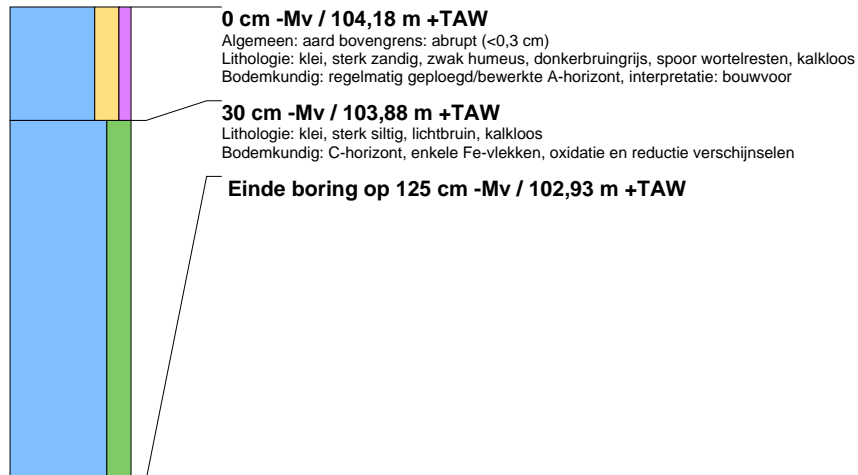 0 cm -Mv / 104,18 m +TAW
Algemeen: aard bovengrens: abrupt (<0,3 cm)
Lithologie: klei, sterk zandig, zwak humeus, donkerbruingrijs, spoor wortelresten, kalkloos
Bodemkundig: regelmatig geploegd/bewerkte A-horizont, interpretatie: bouwvoor
30 cm -Mv / 103,88 m +TAW
Lithologie: klei, sterk siltig, lichtbruin, kalkloos
Bodemkundig: C-horizont, enkele Fe-vlekken, oxidatie en reductie verschijnselen
Einde boring op 125 cm -Mv / 102,93 m +TAW